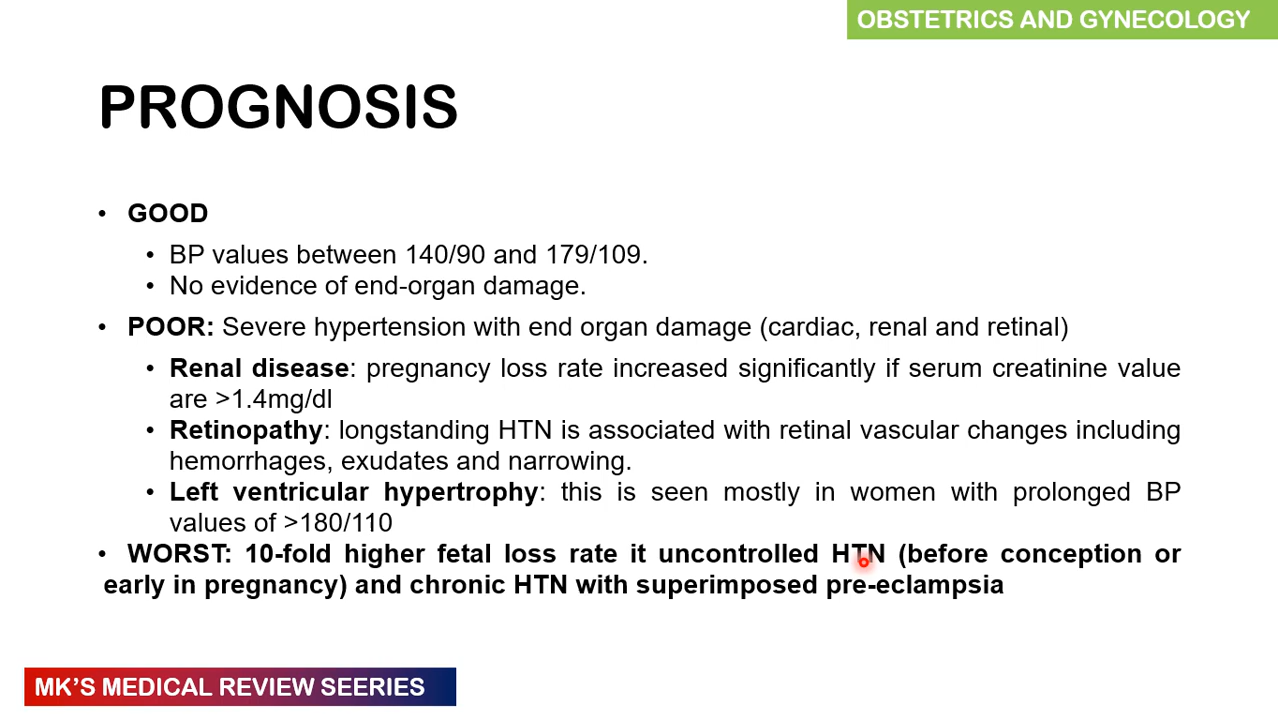 OBSTETRICS AND GYNECOLOGY
PROGNOSIS
• GOOD
• BP values between 140/90 and 179/109.
• No evidence of end-organ damage.
• POOR: Severe hypertension with end organ damage (cardiac, renal and retinal)
• Renal disease: pregnancy loss rate increased significantly if serum creatinine value
are >1.4mg/dl
• Retinopathy: longstanding HTN is associated with retinal vascular changes including
hemorrhages, exudates and narrowing.
• Left ventricular hypertrophy: this is seen mostly in women with prolonged BP
values of >180/110
• WORST: 10-fold higher fetal loss rate it uncontrolled HTN (before conception or
early in pregnancy) and chronic HTN with superimposed pre-eclampsia
MK'S MEDICAL REVIEW SEERIES